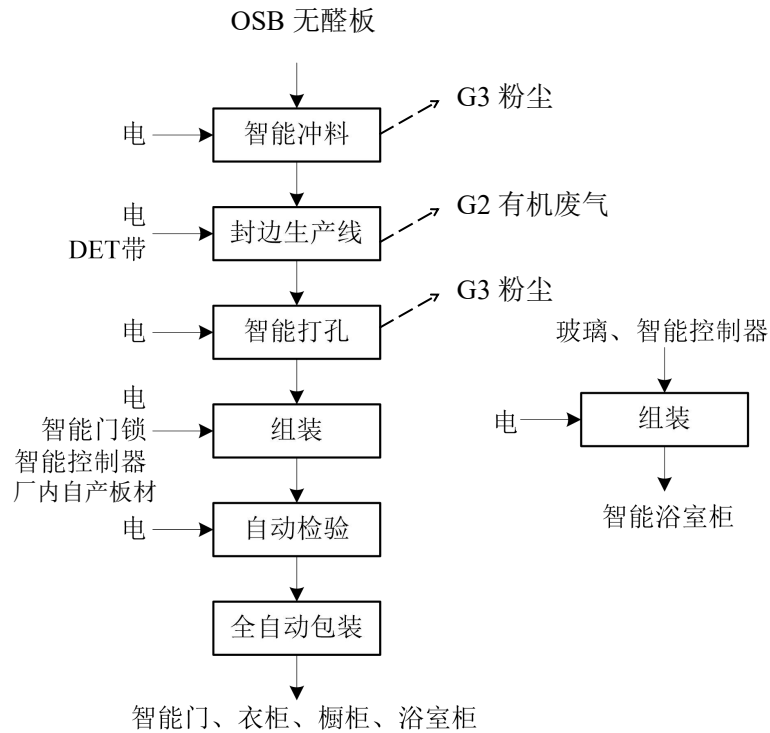 OSB 无醛板
G3 粉尘
电
智能冲料
电
DET带
封边生产线
G2 有机废气
G3 粉尘
电
智能打孔
电
智能门锁
智能控制器
厂内自产板材
组装
电
自动检验
全自动包装
智能门、衣柜、橱柜、浴室柜
玻璃、智能控制器
电
组装
智能浴室柜